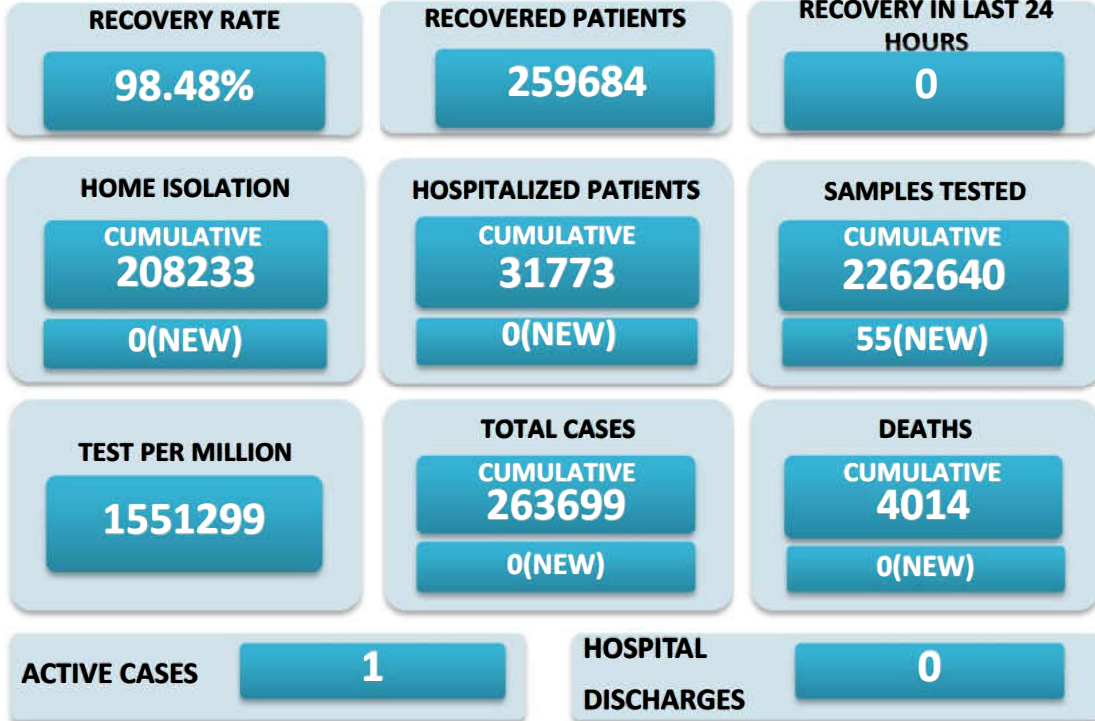 RECOVERY RATE
98.48%
RECOVERED PATIENTS
259684
RECOVERY IN LAST 24
HOURS
0
HOME ISOLATION
CUMULATIVE
208233
0(NEW)
HOSPITALIZED PATIENTS
CUMULATIVE
31773
0(NEW)
SAMPLES TESTED
CUMULATIVE
2262640
55(NEW)
TEST PER MILLION
1551299
TOTAL CASES
CUMULATIVE
263699
0(NEW)
DEATHS
CUMULATIVE
4014
0(NEW)
ACTIVE CASES
1
HOSPITAL
DISCHARGES
0